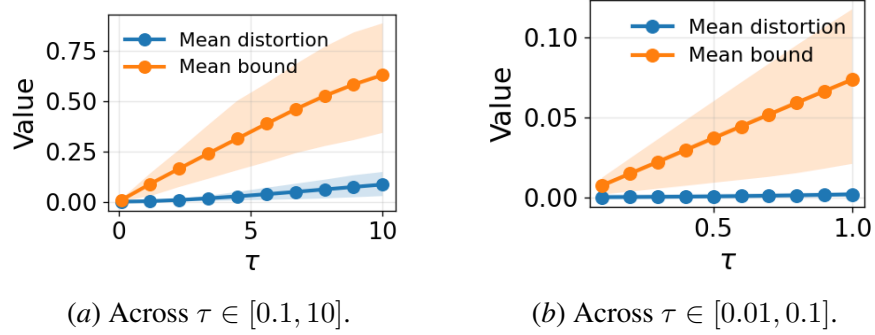 Mean distortion
Mean bound
Value
0.75
0.50
0.25
0.00
0
5
10
τ
(a) Across τ ∈ [0.1, 10].
Mean distortion
Mean bound
Value
0.10
0.05
0.00
0.5
1.0
τ
(b) Across τ ∈ [0.01, 0.1].